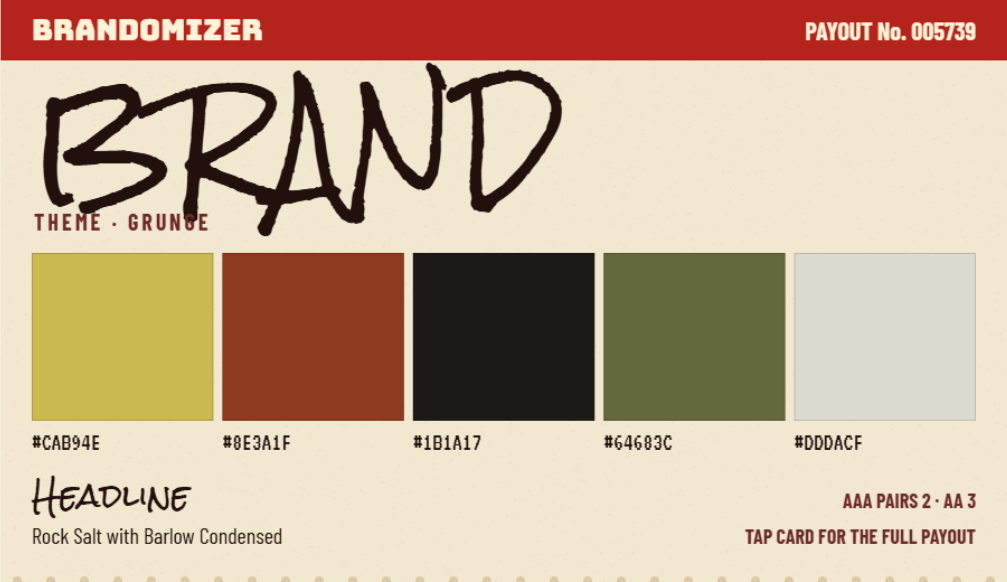 BRANDOMIZER
PAYOUT No. 005739
BRAND
THEME · GRUNGE
#CAB94E
#8E3A1F
#1B1A17
#64683C
#DDDACF
HEADLINE
AAA PAIRS 2 · AA 3
Rock Salt with Barlow Condensed
TAP CARD FOR THE FULL PAYOUT